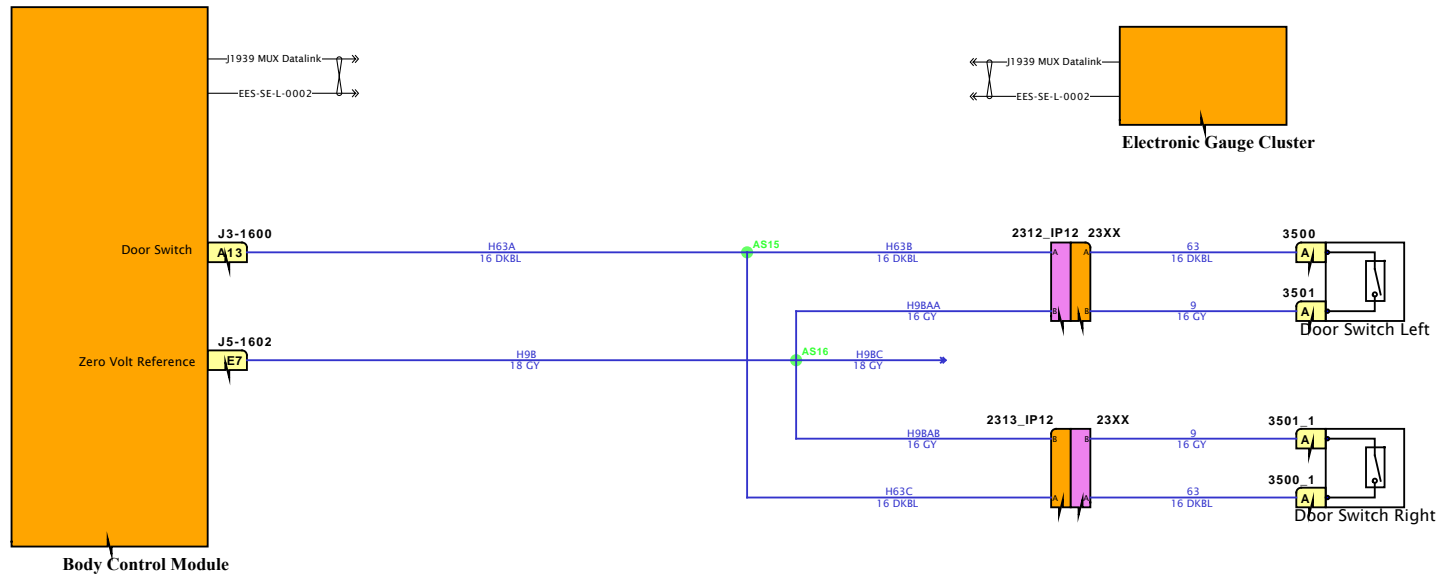 J1939 MUX Datalink
EES-SE-L-0002
J1939 MUX Datalink
EES-SE-L-0002
Electronic Gauge Cluster
J3-1600
Door Switch
A13
H63A
16 DKBL
AS15
H63B
16 DKBL
2312_IP12 23XX
A A
63
16 DKBL
3500
A
H9BAA
16 GY
B B
9
16 GY
3501
A
Door Switch Left
J5-1602
Zero Volt Reference
E7
H9B
18 GY
AS16
H9BC
18 GY
2313_IP12 23XX
H9BAB
16 GY
B B
9
16 GY
3501_1
A
H63C
16 DKBL
A A
63
16 DKBL
3500_1
A
Door Switch Right
Body Control Module